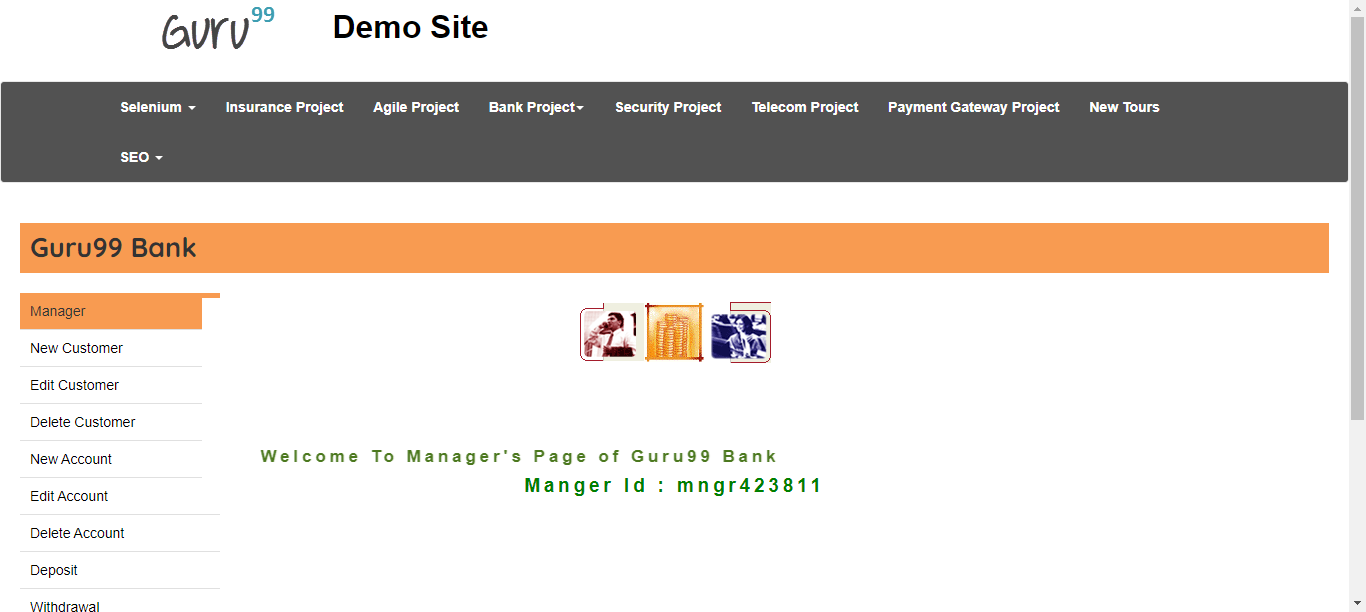 Guru99 Demo Site
Selenium Insurance Project Agile Project Bank Project Security Project Telecom Project Payment Gateway Project New Tours
SEO
Guru99 Bank
Manager
New Customer
Edit Customer
Delete Customer
New Account
Edit Account
Delete Account
Deposit
Withdrawal
Welcome To Manager's Page of Guru99 Bank
Manger Id : mngr423811